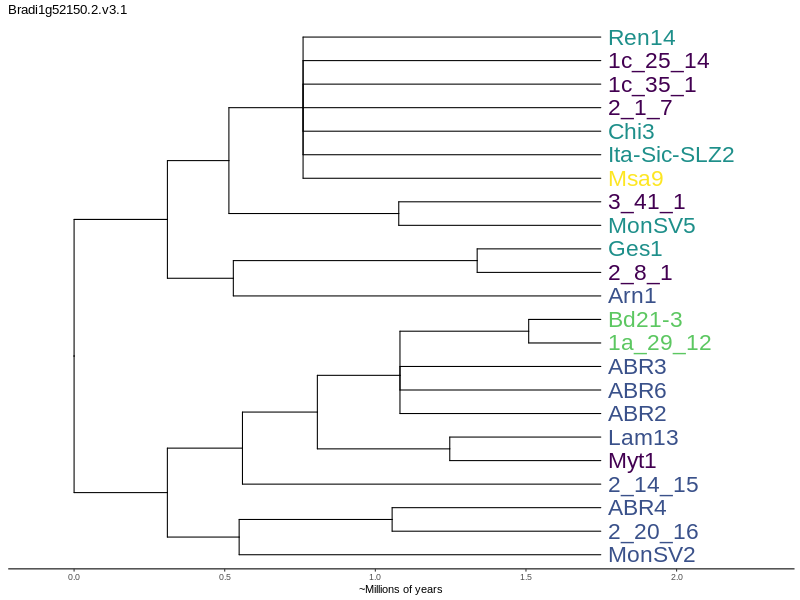 Bradi1g52150.2.v3.1
Ren14
1c_25_14
1c_35_1
2_1_7
Chi3
Ita-Sic-SLZ2
Msa9
3_41_1
MonSV5
Ges1
2_8_1
Arn1
Bd21-3
1a_29_12
ABR3
ABR6
ABR2
Lam13
Myt1
2_14_15
ABR4
2_20_16
MonSV2
0.0 0.5 1.0 1.5 2.0
~Millions of years